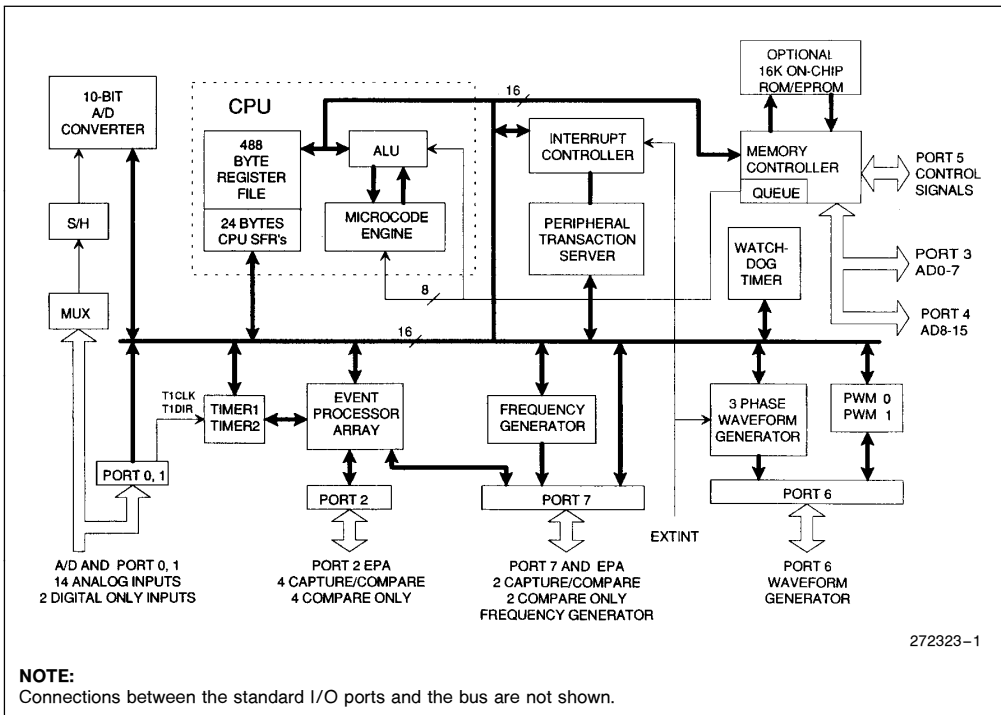 OPTIONAL
16K ON-CHIP
ROM/EPROM
10-BIT
A/D
CONVERTER
CPU
16
488
BYTE
REGISTER
FILE
ALU
INTERRUPT
CONTROLLER
MEMORY
CONTROLLER
QUEUE
PORT 5
CONTROL
SIGNALS
S/H
24 BYTES
CPU SFR's
MICROCODE
ENGINE
PERIPHERAL
TRANSACTION
SERVER
WATCH-
DOG
TIMER
PORT 3
AD0-7
MUX
8
PORT 4
AD8-15
16
T1CLK
T1DIR
TIMER1
TIMER2
EVENT
PROCESSOR
ARRAY
FREQUENCY
GENERATOR
3 PHASE
WAVEFORM
GENERATOR
PWM 0
PWM 1
PORT 0, 1
PORT 2
PORT 7
PORT 6
EXTINT
A/D AND PORT 0, 1
14 ANALOG INPUTS
2 DIGITAL ONLY INPUTS
PORT 2 EPA
4 CAPTURE/COMPARE
4 COMPARE ONLY
PORT 7 AND EPA
2 CAPTURE/COMPARE
2 COMPARE ONLY
FREQUENCY GENERATOR
PORT 6
WAVEFORM
GENERATOR
272323–1
NOTE:
Connections between the standard I/O ports and the bus are not shown.